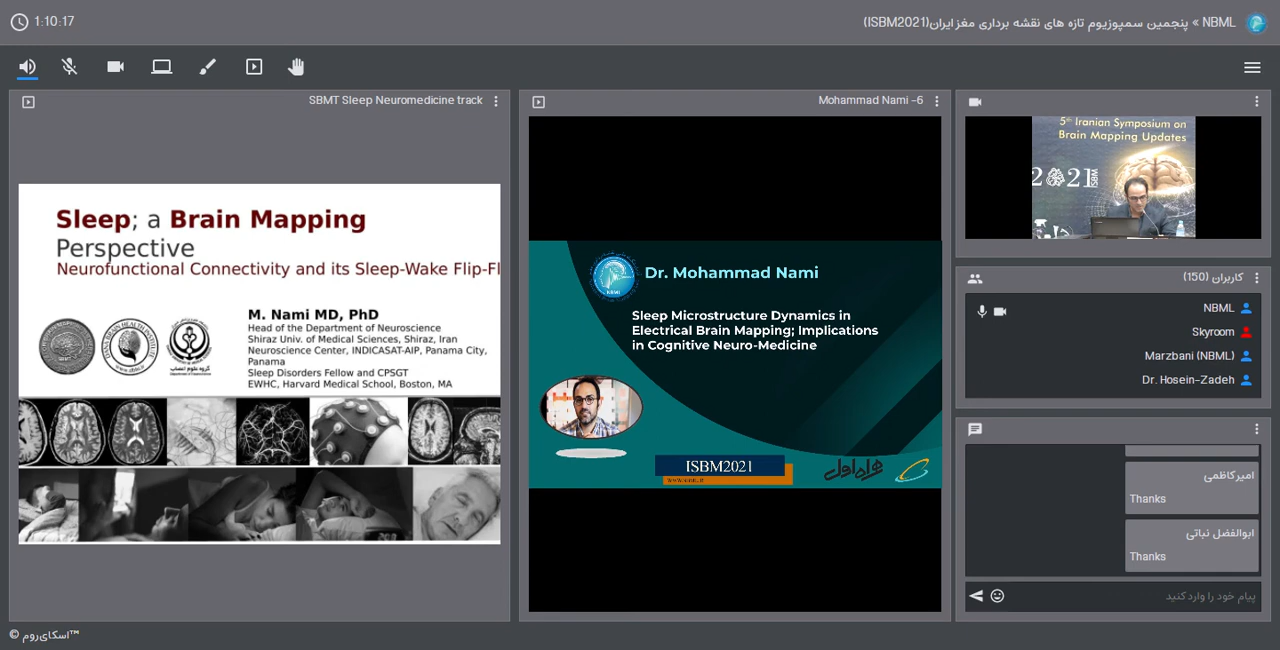 1:10:17
NBML » پنجمین سمپوزیوم تازه های نقشه برداری مغز ایران(ISBM2021)
SBMT Sleep Neuromedicine track
Sleep; a Brain Mapping
Perspective
Neurofunctional Connectivity and its Sleep-Wake Flip-Fl
M. Nami MD, PhD
Head of the Department of Neuroscience
Shiraz Univ. of Medical Sciences, Shiraz, Iran
Neuroscience Center, INDICASAT-AIP, Panama City,
Panama
Sleep Disorders Fellow and CPSGT
EWHC, Harvard Medical School, Boston, MA
Mohammad Nami -6
NBML
Dr. Mohammad Nami
Sleep Microstructure Dynamics in
Electrical Brain Mapping; Implications
in Cognitive Neuro-Medicine
ISBM2021
همراه اول
5th Iranian Symposium on
Brain Mapping Updates
2021 ISBM
کاربران (150)
NBML
Skyroom
Marzbani (NBML)
Dr. Hosein-Zadeh
امیرکاظمی
Thanks
ابوالفضل نباتی
Thanks
پیام خود را وارد کنید
© اسکای‌روم™